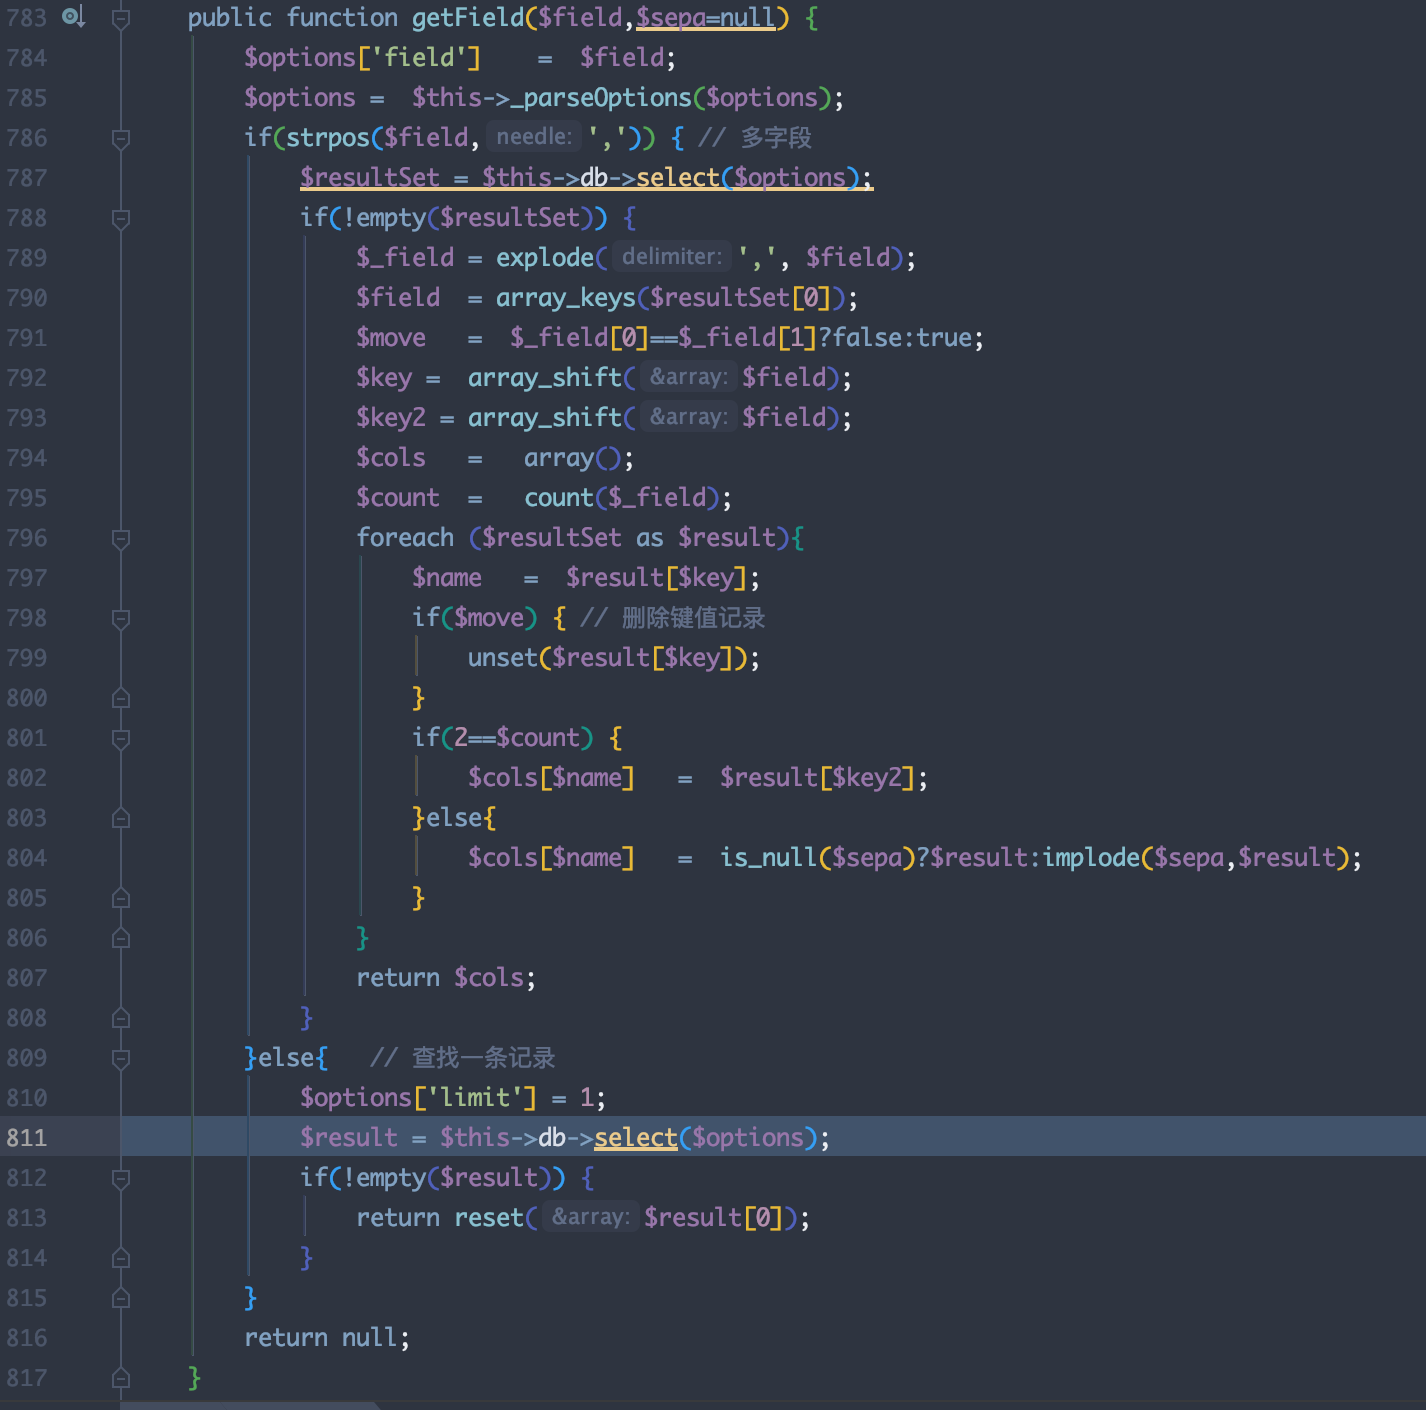 783 public function getField($field,$sepa=null) {
784 $options['field']    =  $field;
785 $options =  $this->_parseOptions($options);
786 if(strpos($field, needle: ',')) { // 多字段
787 $resultSet = $this->db->select($options);
788 if(!empty($resultSet)) {
789 $_field = explode( delimiter: ',', $field);
790 $field  = array_keys($resultSet[0]);
791 $move   =  $_field[0]==$_field[1]?false:true;
792 $key =  array_shift( &array: $field);
793 $key2 = array_shift( &array: $field);
794 $cols   =   array();
795 $count  =   count($_field);
796 foreach ($resultSet as $result){
797 $name   =  $result[$key];
798 if($move) { // 删除键值记录
799 unset($result[$key]);
800 }
801 if(2==$count) {
802 $cols[$name]   =  $result[$key2];
803 }else{
804 $cols[$name]   =  is_null($sepa)?$result:implode($sepa,$result);
805 }
806 }
807 return $cols;
808 }
809 }else{   // 查找一条记录
810 $options['limit'] = 1;
811 $result = $this->db->select($options);
812 if(!empty($result)) {
813 return reset( &array: $result[0]);
814 }
815 }
816 return null;
817 }